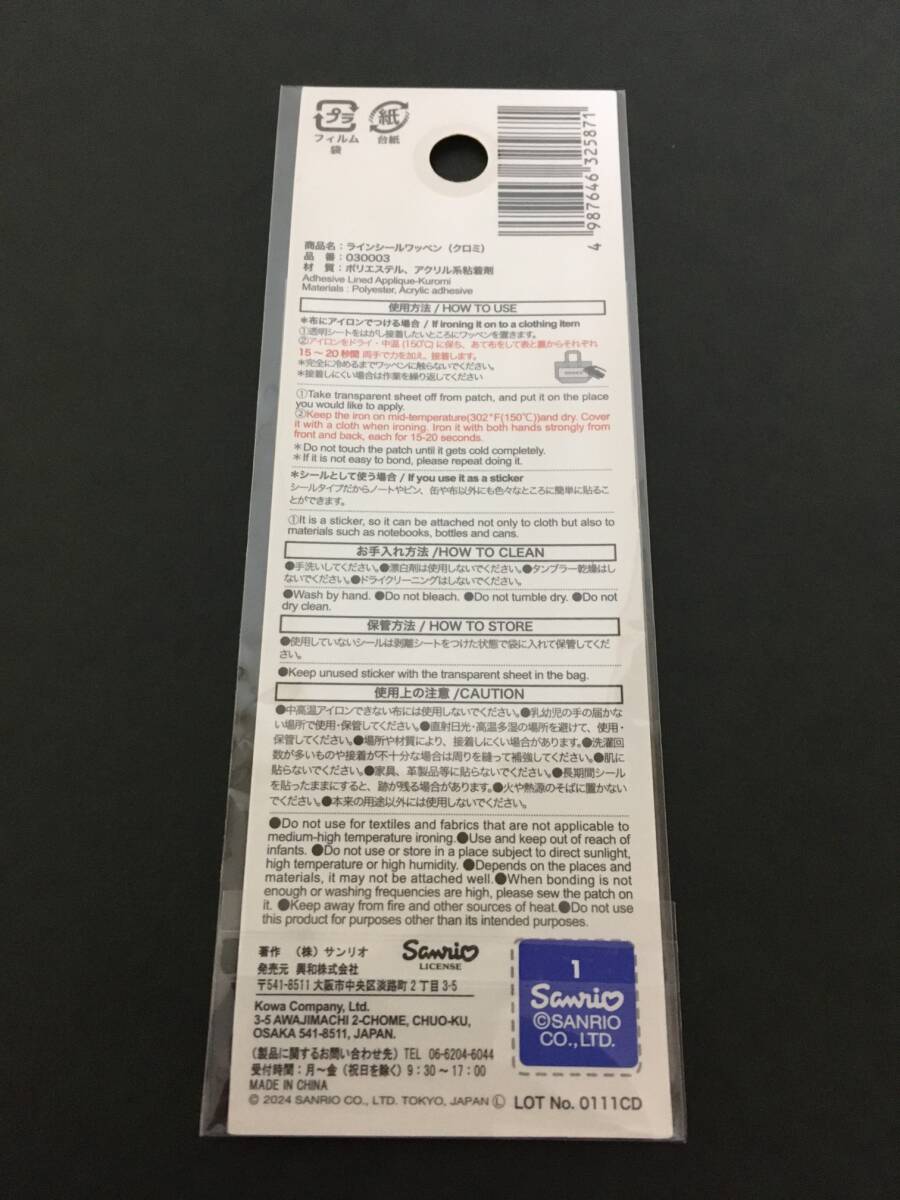 プラ
紙
フィルム
袋
台紙
4 987646 325871
商品名：ラインシールワッペン（クロミ）
品 番：030003
材 質：ポリエステル、アクリル系粘着剤
Adhesive Lined Applique-Kuromi
Materials : Polyester, Acrylic adhesive
使用方法 / HOW TO USE
＊布にアイロンでつける場合 / If ironing it on to a clothing item
①透明シートをはがし接着したいところにワッペンを置きます。
②アイロンをドライ・中温(150℃)に保ち、あて布をして表と裏からそれぞれ
15～20秒間 両手で力を加え、接着します。
＊完全に冷めるまでワッペンに触らないでください。
＊接着しにくい場合は作業を繰り返してください
①Take transparent sheet off from patch, and put it on the place
you would like to apply.
②Keep the iron on mid-temperature(302°F(150℃))and dry. Cover
it with a cloth when ironing. Iron it with both hands strongly from
front and back, each for 15-20 seconds.
＊Do not touch the patch until it gets cold completely.
＊If it is not easy to bond, please repeat doing it.
＊シールとして使う場合 / If you use it as a sticker
シールタイプだからノートやビン、缶や布以外にも色々なところに簡単に貼るこ
とができます。
①It is a sticker, so it can be attached not only to cloth but also to
materials such as notebooks, bottles and cans.
お手入れ方法 /HOW TO CLEAN
●手洗いしてください。●漂白剤は使用しないでください。●タンブラー乾燥はし
ないでください。●ドライクリーニングはしないでください。
●Wash by hand. ●Do not bleach. ●Do not tumble dry. ●Do not
dry clean.
保管方法 / HOW TO STORE
●使用していないシールは剥離シートをつけた状態で袋に入れて保管してくだ
さい。
●Keep unused sticker with the transparent sheet in the bag.
使用上の注意 /CAUTION
●中高温アイロンできない布には使用しないでください。●乳幼児の手の届かな
い場所で使用・保管してください。●直射日光・高温多湿の場所を避けて、使用・
保管してください。●場所や材質により、接着しにくい場合があります。●洗濯回
数が多いものや接着が不十分な場合は周りを縫って補強してください。●肌に
貼らないでください。●家具、革製品等に貼らないでください。●長期間シール
を貼ったままにすると、跡が残る場合があります。●火や熱源のそばに置かない
でください。●本来の用途以外には使用しないでください。
●Do not use for textiles and fabrics that are not applicable to
medium-high temperature ironing.●Use and keep out of reach of
infants. ●Do not use or store in a place subject to direct sunlight,
high temperature or high humidity. ●Depends on the places and
materials, it may not be attached well.●When bonding is not
enough or washing frequencies are high, please sew the patch on
it. ●Keep away from fire and other sources of heat.●Do not use
this product for purposes other than its intended purposes.
著作 （株）サンリオ
発売元 興和株式会社
〒541-8511 大阪市中央区淡路町2丁目3-5
Sanrio
LICENSE
Kowa Company, Ltd.
3-5 AWAJIMACHI 2-CHOME, CHUO-KU,
OSAKA 541-8511, JAPAN.
（製品に関するお問い合わせ先）TEL 06-6204-6044
受付時間：月～金（祝日を除く）9：30～17：00
MADE IN CHINA
© 2024 SANRIO CO., LTD. TOKYO, JAPAN Ⓛ LOT No. 0111CD
1
Sanrio
©SANRIO
CO.,LTD.